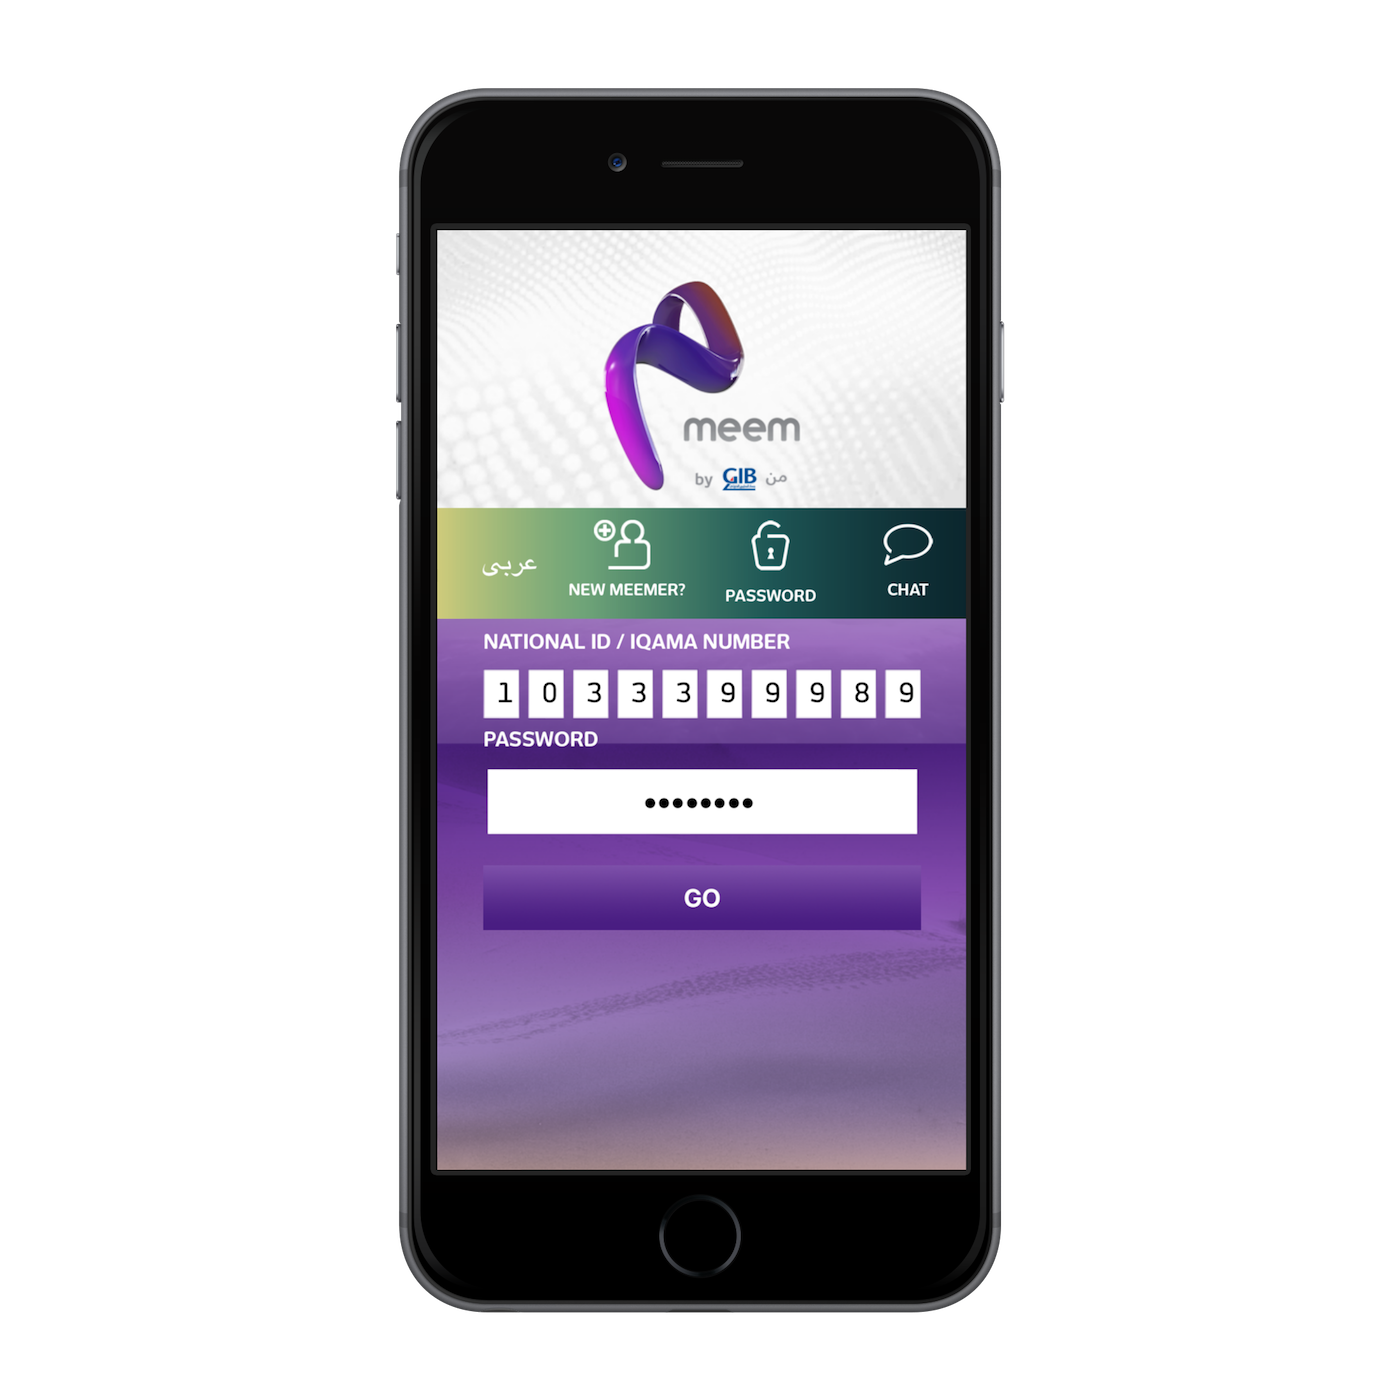 meem
by GIB من
عربى
NEW MEEMER?
PASSWORD
CHAT
NATIONAL ID / IQAMA NUMBER
1 0 3 3 3 9 9 9 8 9
PASSWORD
••••••••
GO